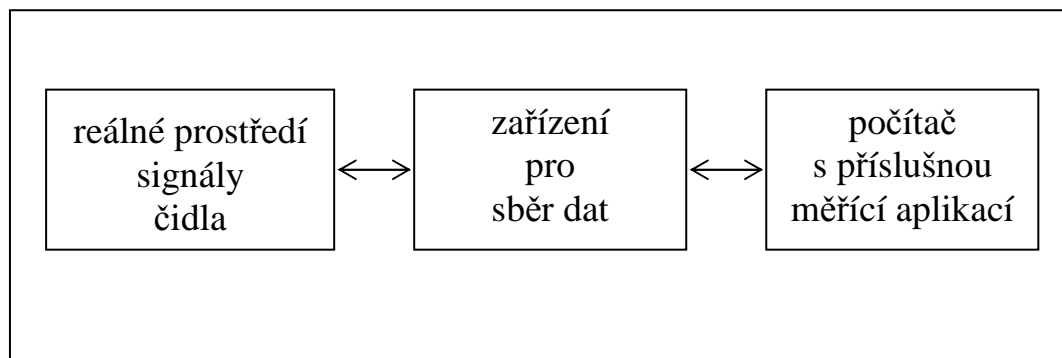 reálné prostředí
signály
čidla
zařízení
pro
sběr dat
počítač
s příslušnou
měřící aplikací